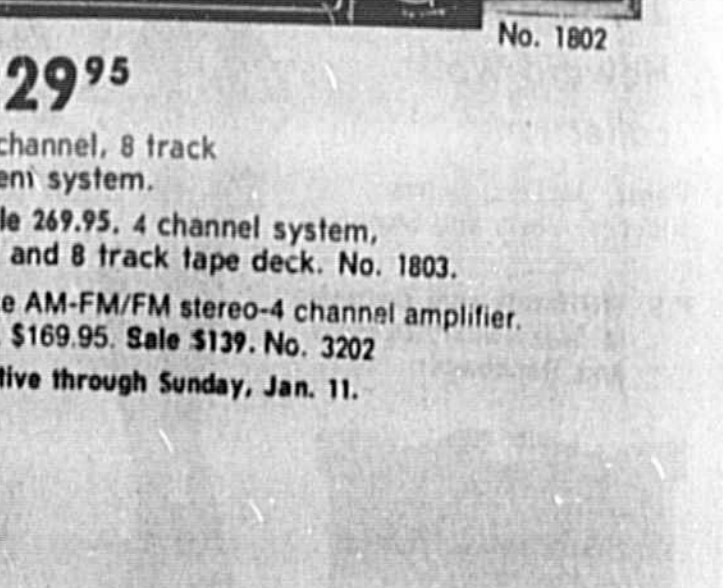 No. 1802
29⁹⁵
channel, 8 track
system.
269.95. 4 channel system,
and 8 track tape deck. No. 1803.
AM-FM/FM stereo-4 channel amplifier.
$169.95. Sale $139. No. 3202
through Sunday, Jan. 11.